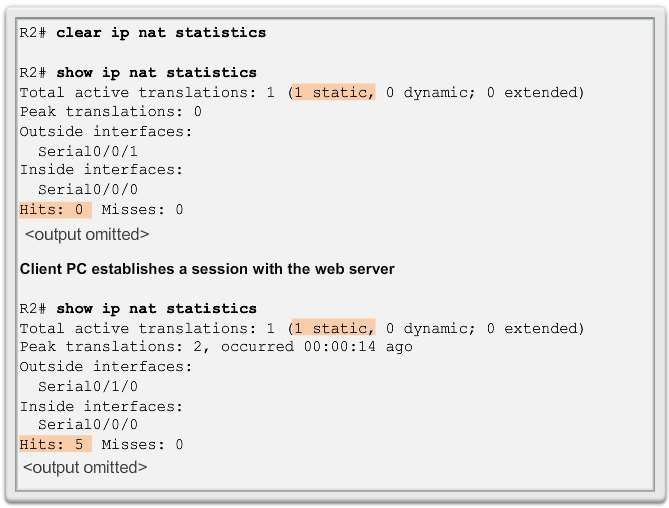 R2# clear ip nat statistics
R2# show ip nat statistics
Total active translations: 1 (1 static, 0 dynamic; 0 extended)
Peak translations: 0
Outside interfaces:
Serial0/0/1
Inside interfaces:
Serial0/0/0
Hits: 0 Misses: 0
<output omitted>
Client PC establishes a session with the web server
R2# show ip nat statistics
Total active translations: 1 (1 static, 0 dynamic; 0 extended)
Peak translations: 2, occurred 00:00:14 ago
Outside interfaces:
Serial0/1/0
Inside interfaces:
Serial0/0/0
Hits: 5 Misses: 0
<output omitted>